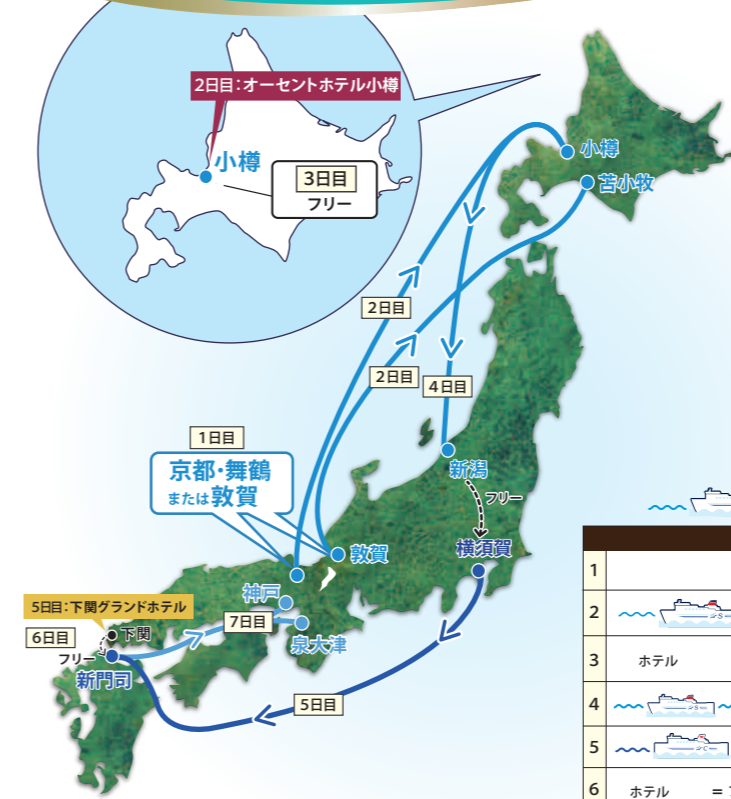 2日目：オーセントホテル小樽
小樽
3日目
フリー
小樽
苫小牧
2日目
2日目
4日目
1日目
京都・舞鶴
または敦賀
新潟
フリー
敦賀
横須賀
神戸
泉大津
5日目：下関グランドホテル
6日目
下関
フリー
7日目
新門司
5日目
1
2
3 ホテル
4
5
6 ホテル =